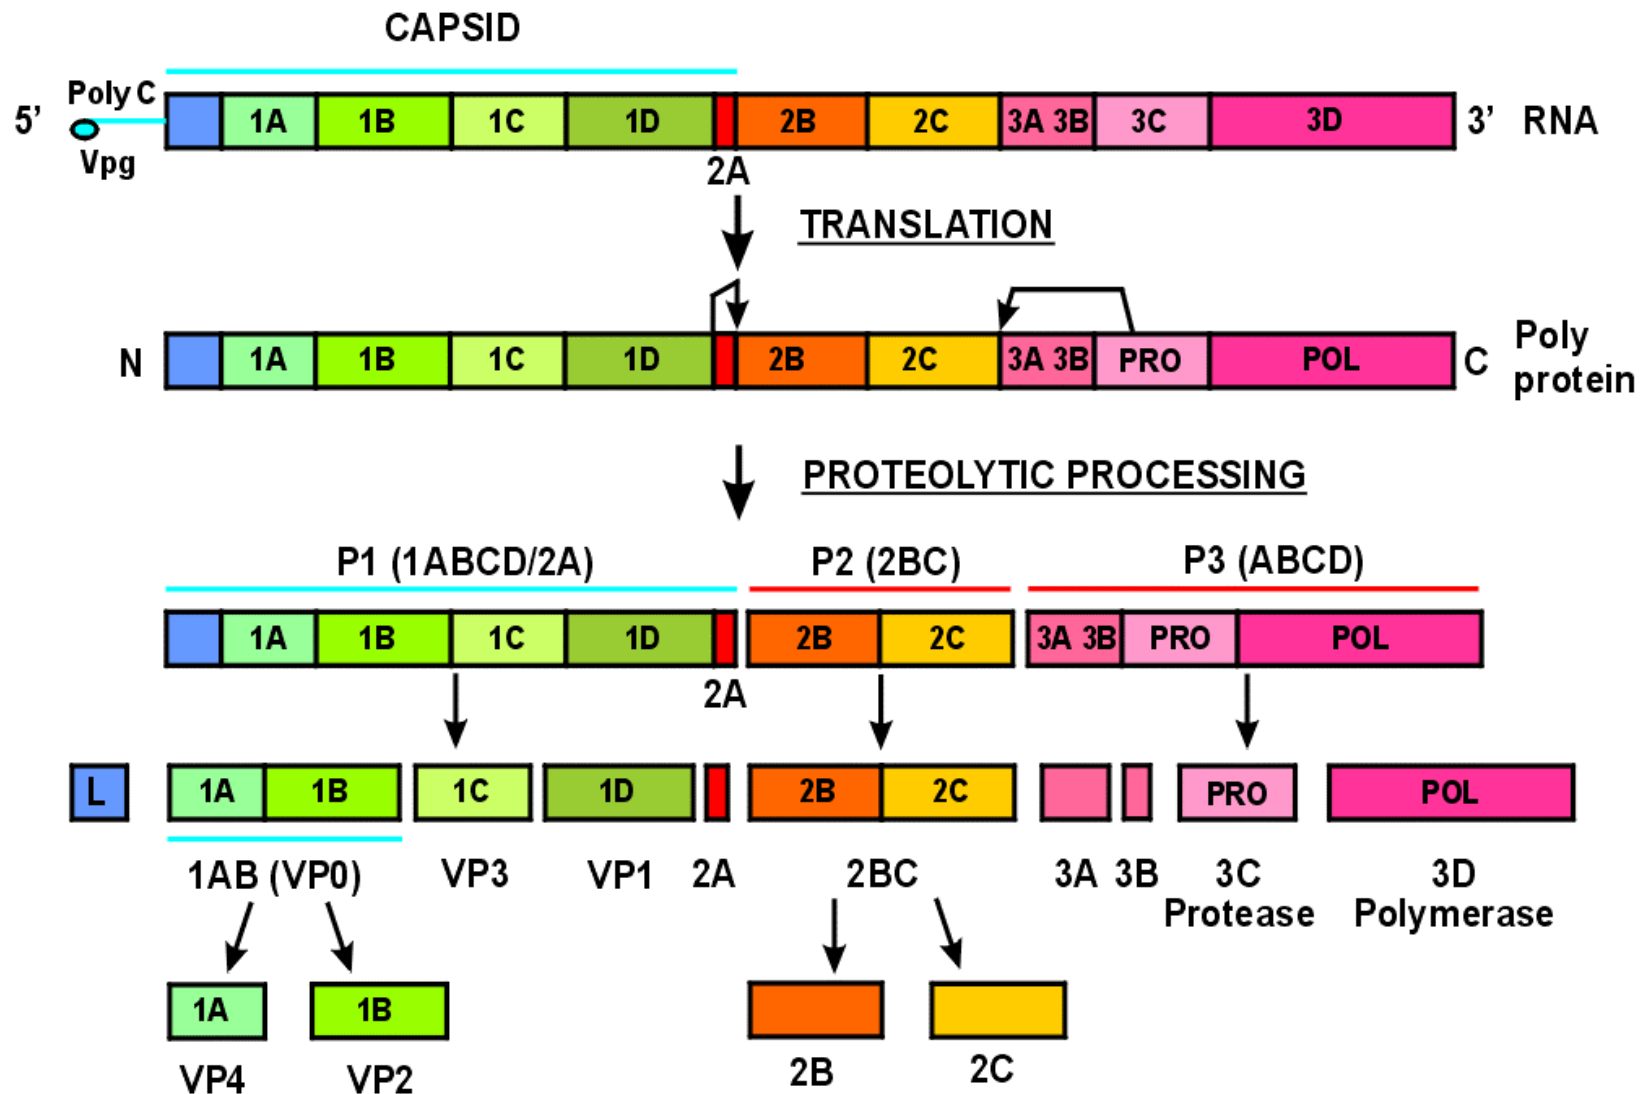 CAPSID
Poly C
5’ 1A 1B 1C 1D 2B 2C 3A 3B 3C 3D 3’ RNA
Vpg
2A
TRANSLATION
N 1A 1B 1C 1D 2B 2C 3A 3B PRO POL C Poly
protein
PROTEOLYTIC PROCESSING
P1 (1ABCD/2A) P2 (2BC) P3 (ABCD)
1A 1B 1C 1D 2B 2C 3A 3B PRO POL
2A
L 1A 1B 1C 1D 2B 2C PRO POL
1AB (VP0) VP3 VP1 2A 2BC 3A 3B 3C 3D
Protease Polymerase
1A 1B
VP4 VP2 2B 2C